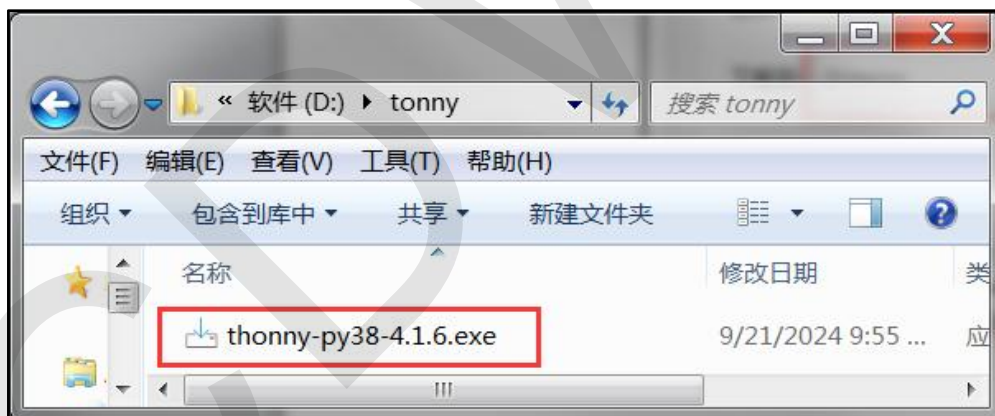 « 软件 (D:) ▸ tonny
搜索 tonny
文件(F) 编辑(E) 查看(V) 工具(T) 帮助(H)
组织 包含到库中 共享 新建文件夹
名称 修改日期 类
thonny-py38-4.1.6.exe 9/21/2024 9:55 ... 应